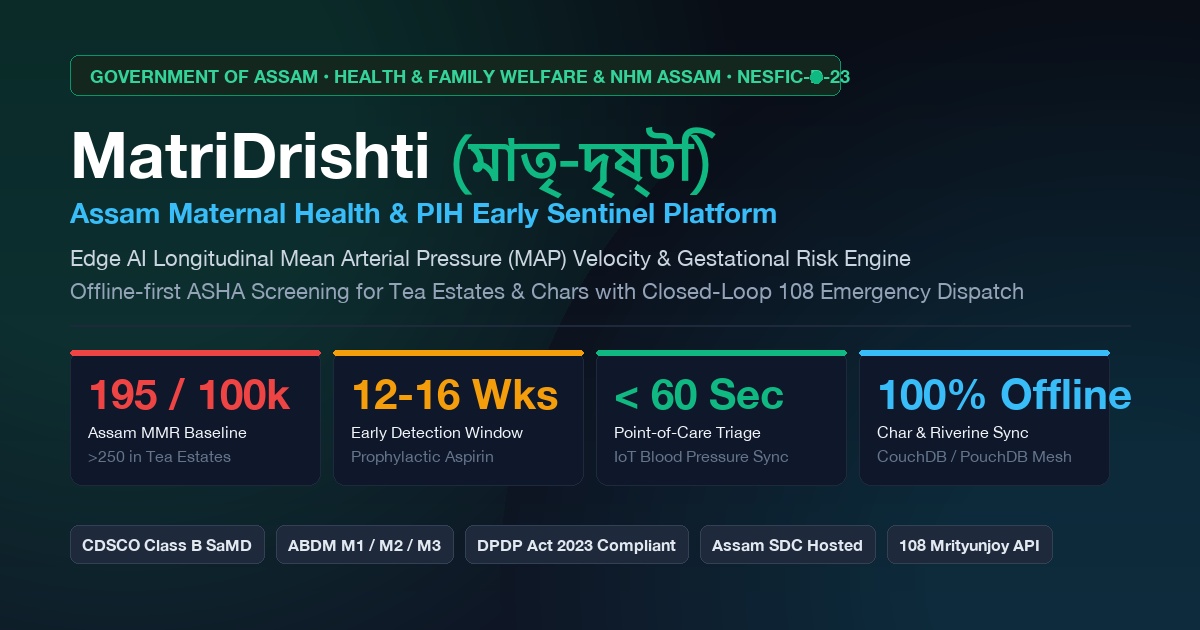 GOVERNMENT OF ASSAM · HEALTH & FAMILY WELFARE & NHM ASSAM · NESFIC-D-23
MatriDrishti (মাতৃ-দৃষ্টি)
Assam Maternal Health & PIH Early Sentinel Platform
Edge AI Longitudinal Mean Arterial Pressure (MAP) Velocity & Gestational Risk Engine
Offline-first ASHA Screening for Tea Estates & Chars with Closed-Loop 108 Emergency Dispatch
195 / 100k
Assam MMR Baseline
>250 in Tea Estates
12-16 Wks
Early Detection Window
Prophylactic Aspirin
< 60 Sec
Point-of-Care Triage
IoT Blood Pressure Sync
100% Offline
Char & Riverine Sync
CouchDB / PouchDB Mesh
CDSCO Class B SaMD
ABDM M1 / M2 / M3
DPDP Act 2023 Compliant
Assam SDC Hosted
108 Mrityunjoy API